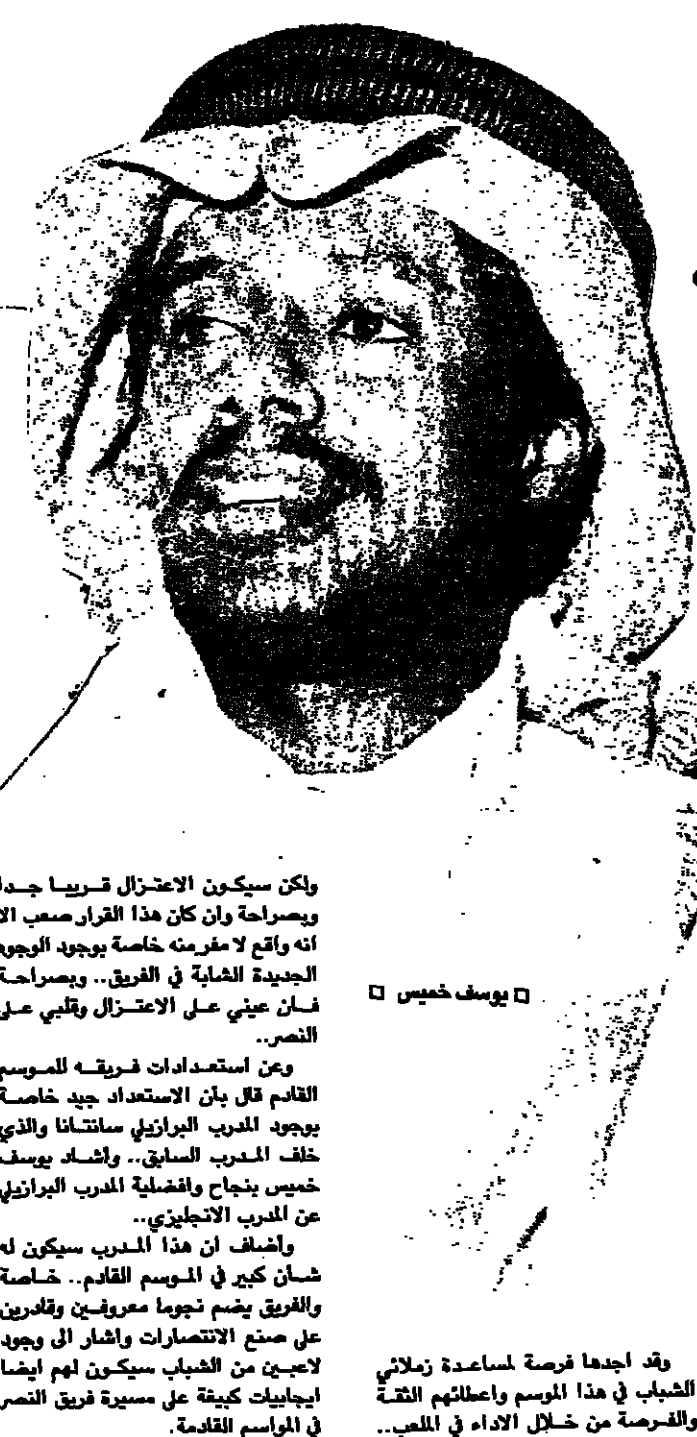 □ يوسف خميس □
وقد اجدها فرصة لمساعدة زملائي
الشباب في هذا الموسم واعطائهم الثقة
والفرصة من خلال الاداء في الملعب..
ولكن سيكون الاعتزال قريبا جدا
وبصراحة وان كان هذا القرار صعب الا
انه واقع لا مفر منه خاصة بوجود الوجوه
الجديدة الشابة في الفريق.. وبصراحة
فان عيني على الاعتزال وقلبي على
النصر..
وعن استعدادات فريقه للموسم
القادم قال بأن الاستعداد جيد خاصة
بوجود المدرب البرازيلي سانتانا والذي
خلف المدرب السابق.. وأشاد يوسف
خميس بنجاح وافضلية المدرب البرازيلي
عن المدرب الانجليزي..
وأضاف ان هذا المدرب سيكون له
شأن كبير في الموسم القادم.. خاصة
والفريق يضم نجوما معروفين وقادرين
على صنع الانتصارات واشار الى وجود
لاعبين من الشباب سيكون لهم ايضا
ايجابيات كبيقة على مسيرة فريق النصر
في المواسم القادمة.